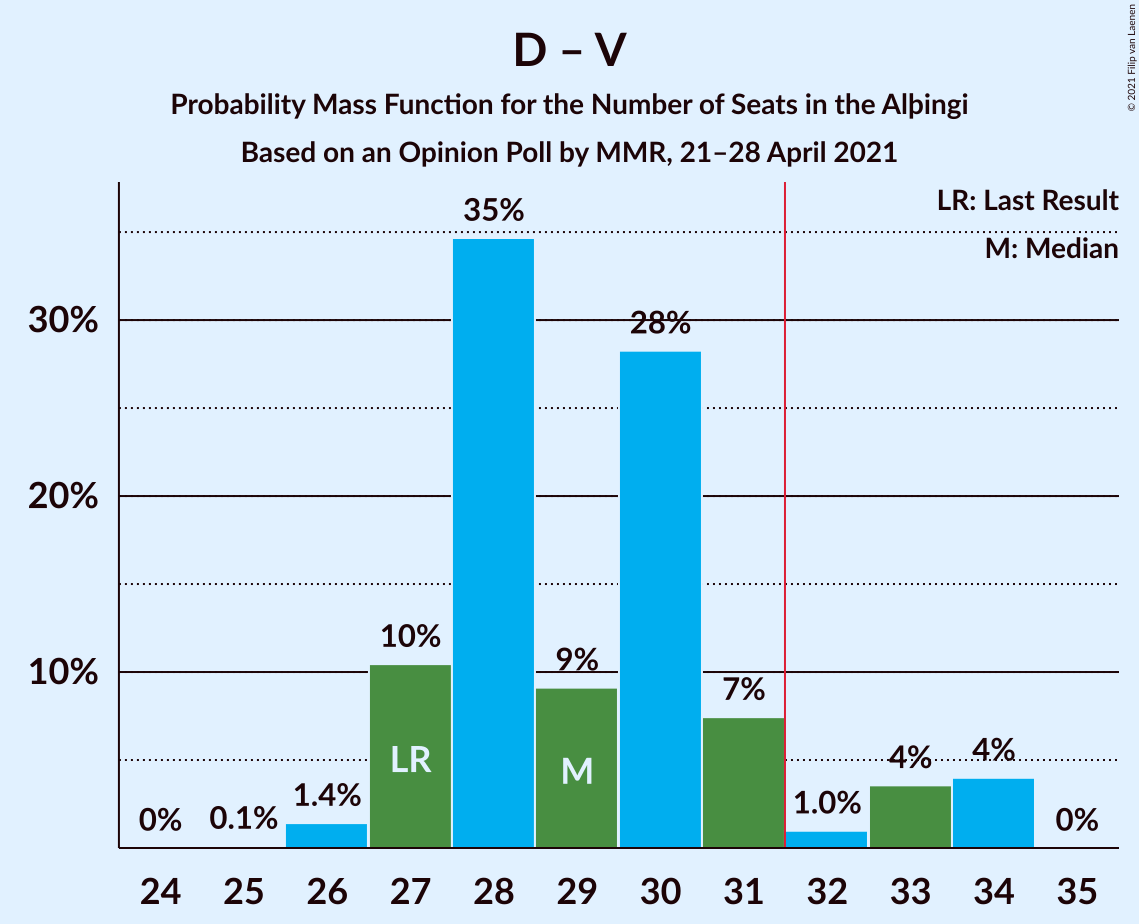 D – V
Probability Mass Function for the Number of Seats in the Alþingi
Based on an Opinion Poll by MMR, 21–28 April 2021
© 2021 Filip van Laenen
LR: Last Result
M: Median
30%
20%
10%
0%
0.1%
1.4%
10%
35%
9%
28%
7%
1.0%
4%
4%
0%
LR
M
24 25 26 27 28 29 30 31 32 33 34 35